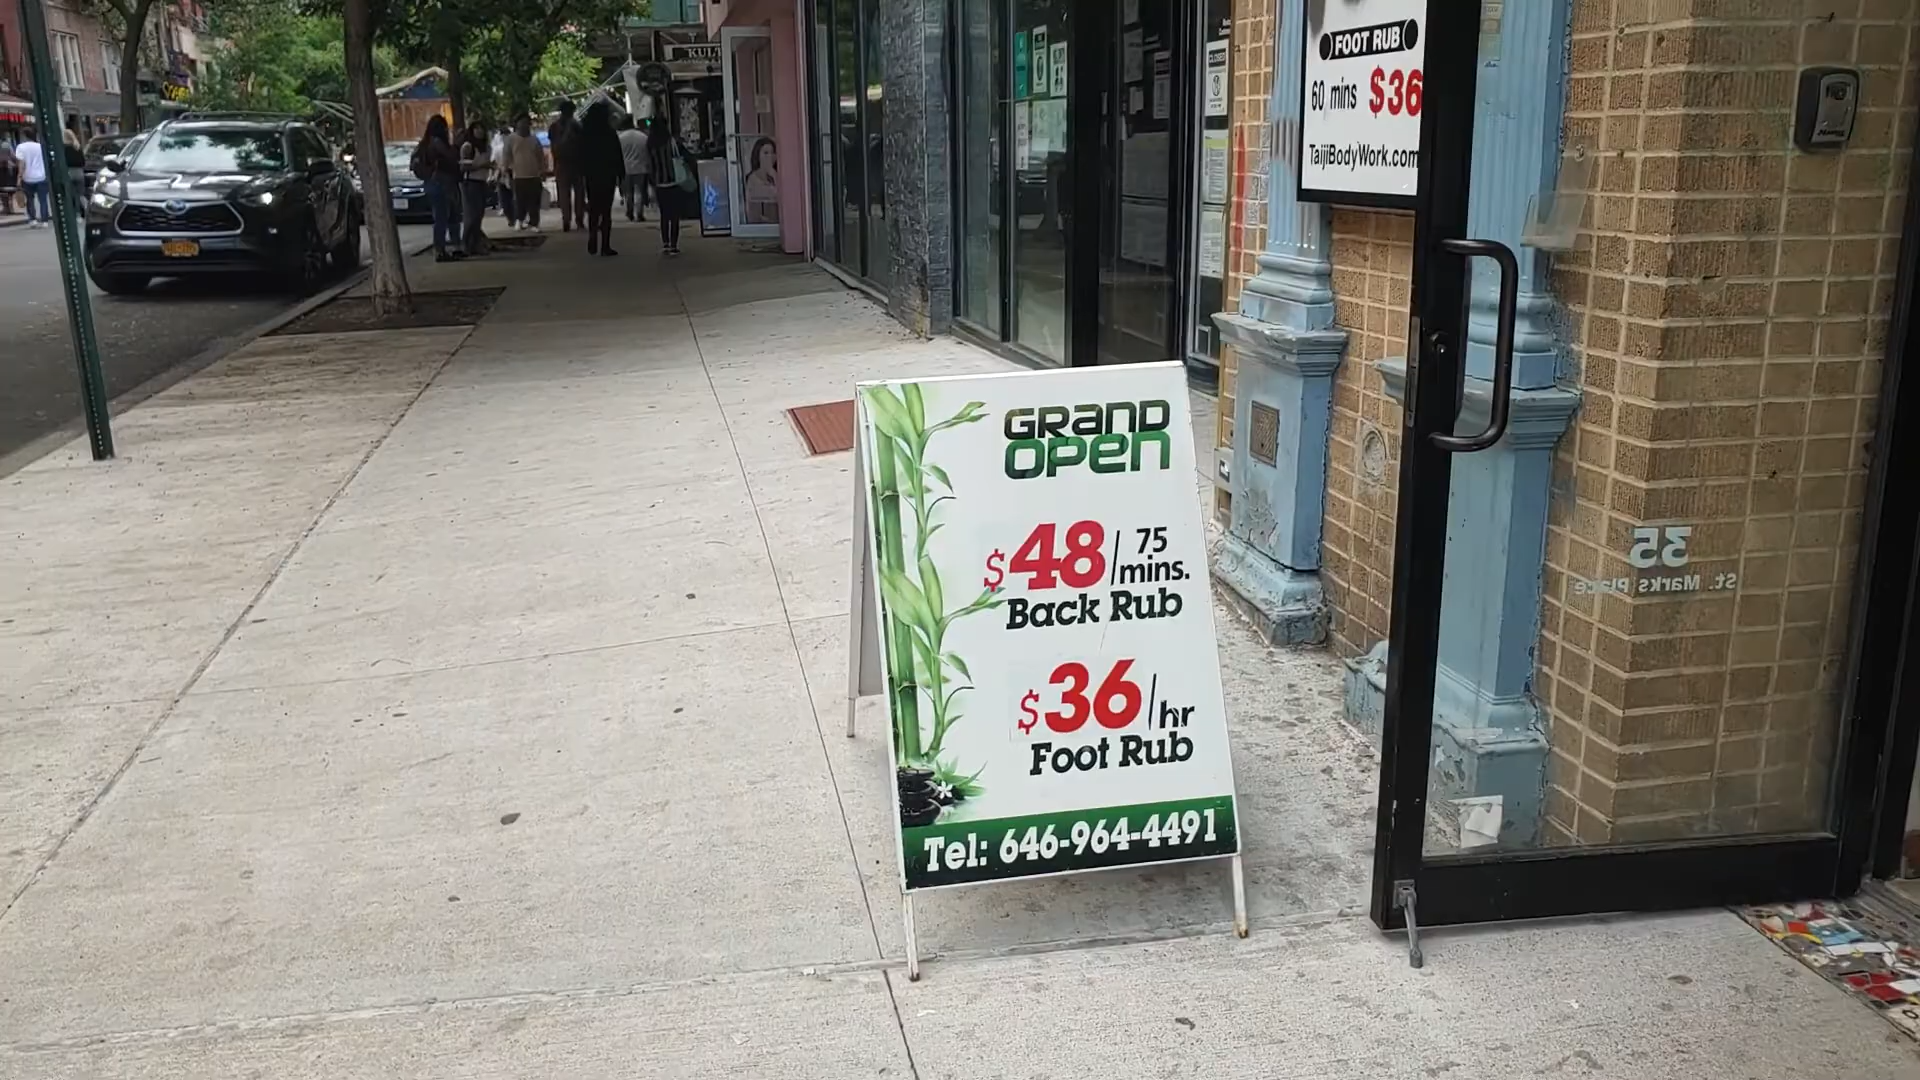 KULT
FOOT RUB
60 mins $36
TaijiBodyWork.com
GRAND
OPEN
$48/75 mins.
Back Rub
$36/hr
Foot Rub
Tel: 646-964-4491
35
St. Marks Place